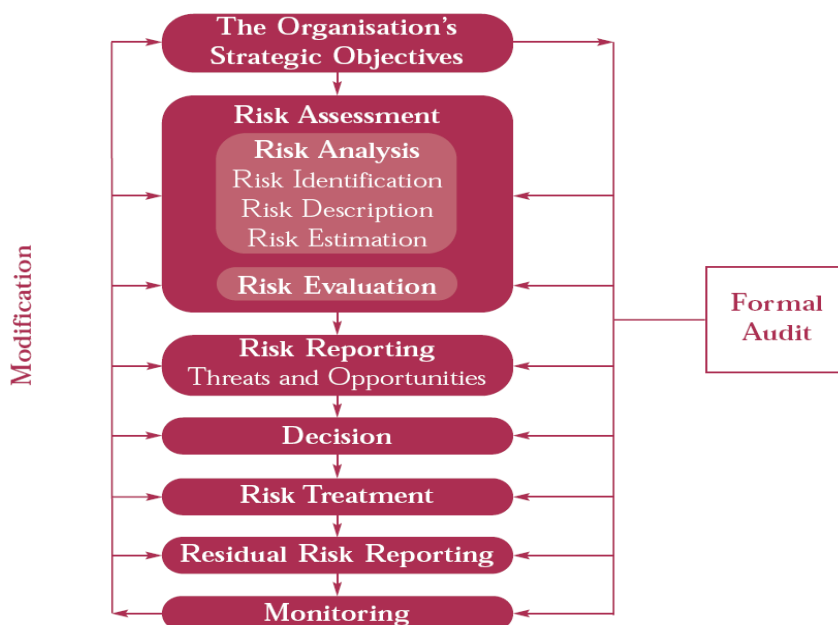 The Organisation's
Strategic Objectives
Risk Assessment
Risk Analysis
Risk Identification
Risk Description
Risk Estimation
Risk Evaluation
Modification
Formal
Audit
Risk Reporting
Threats and Opportunities
Decision
Risk Treatment
Residual Risk Reporting
Monitoring